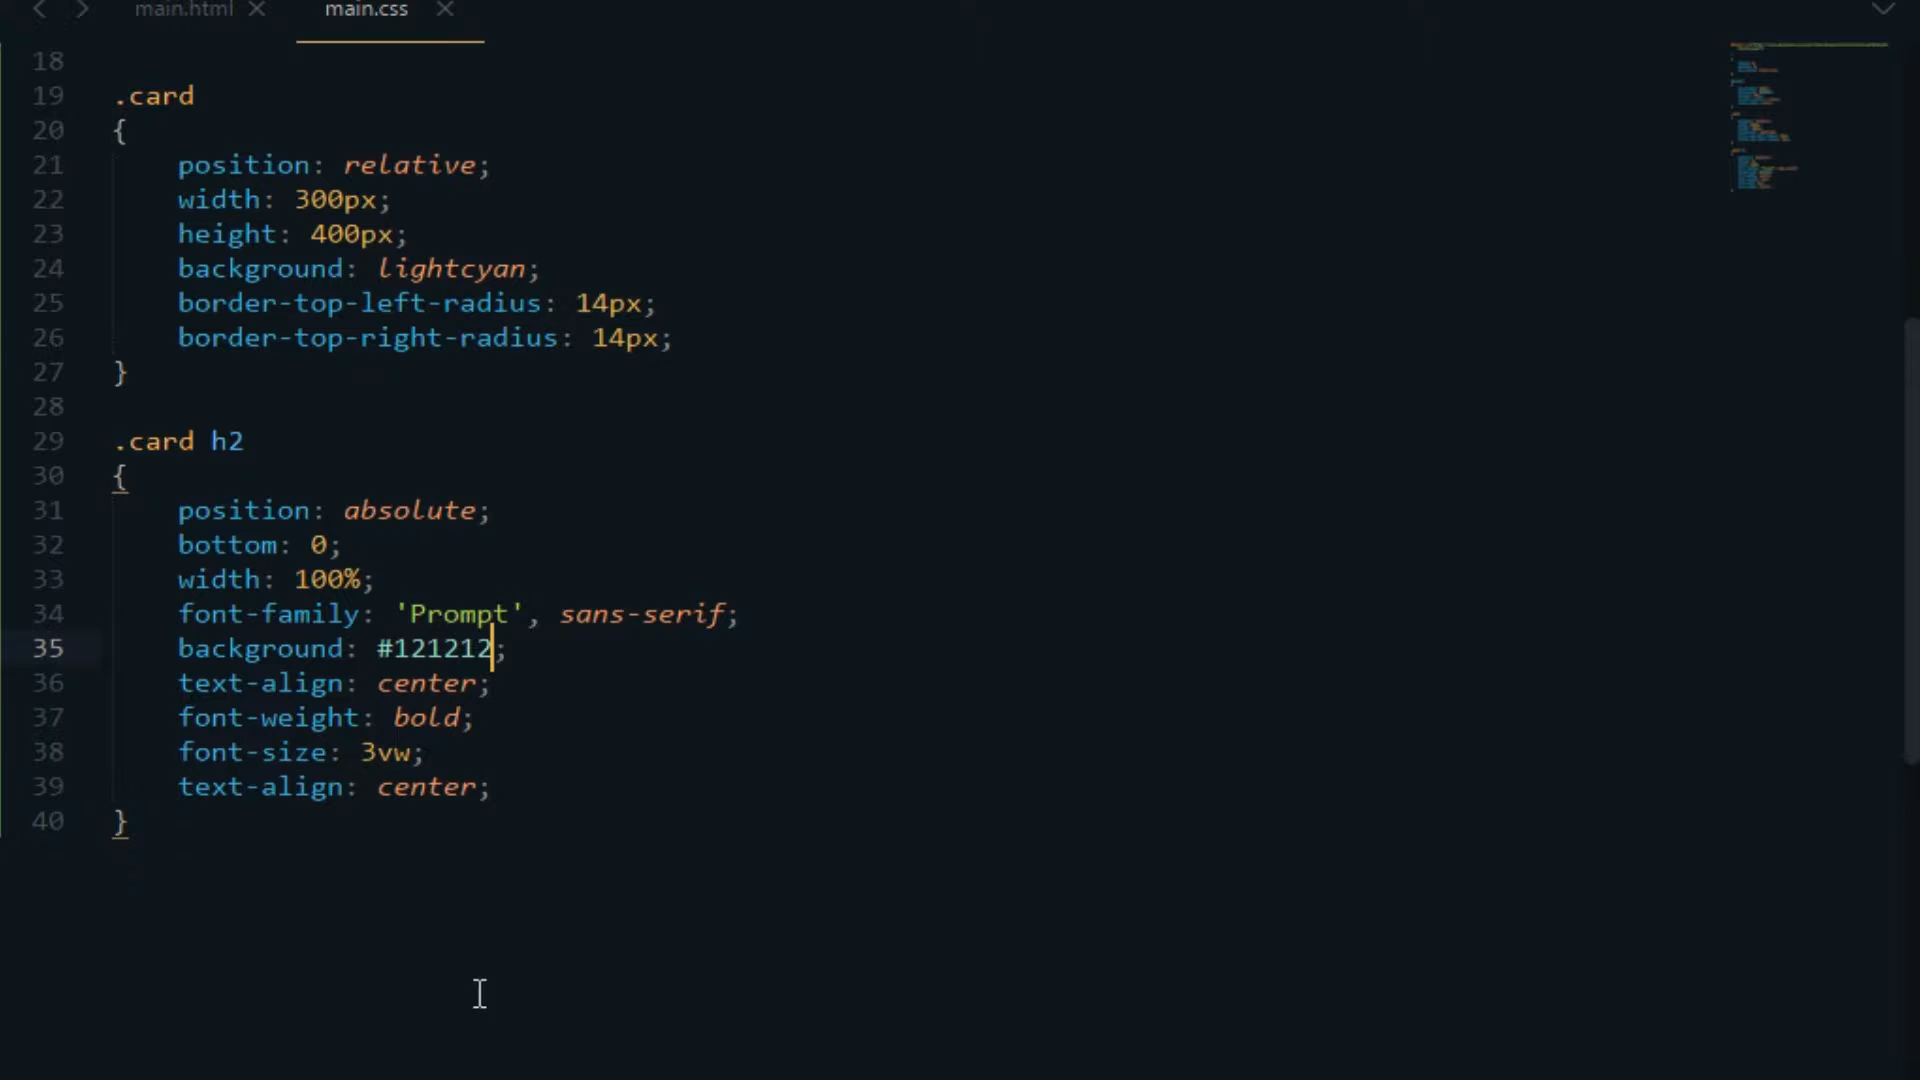 main.html
main.css
18
19 .card
20 {
21 position: relative;
22 width: 300px;
23 height: 400px;
24 background: lightcyan;
25 border-top-left-radius: 14px;
26 border-top-right-radius: 14px;
27 }
28
29 .card h2
30 {
31 position: absolute;
32 bottom: 0;
33 width: 100%;
34 font-family: 'Prompt', sans-serif;
35 background: #121212;
36 text-align: center;
37 font-weight: bold;
38 font-size: 3vw;
39 text-align: center;
40 }